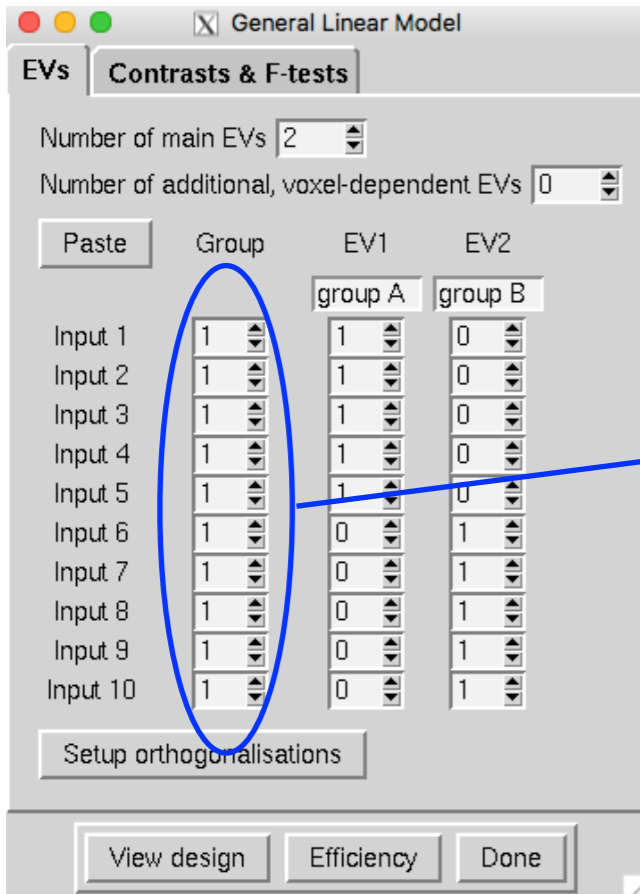 General Linear Model
EVs Contrasts & F-tests
Number of main EVs 2
Number of additional, voxel-dependent EVs 0
Paste Group EV1 EV2
group A group B
Input 1 1 1 0
Input 2 1 1 0
Input 3 1 1 0
Input 4 1 1 0
Input 5 1 1 0
Input 6 1 0 1
Input 7 1 0 1
Input 8 1 0 1
Input 9 1 0 1
Input 10 1 0 1
Setup orthogonalisations
View design Efficiency Done